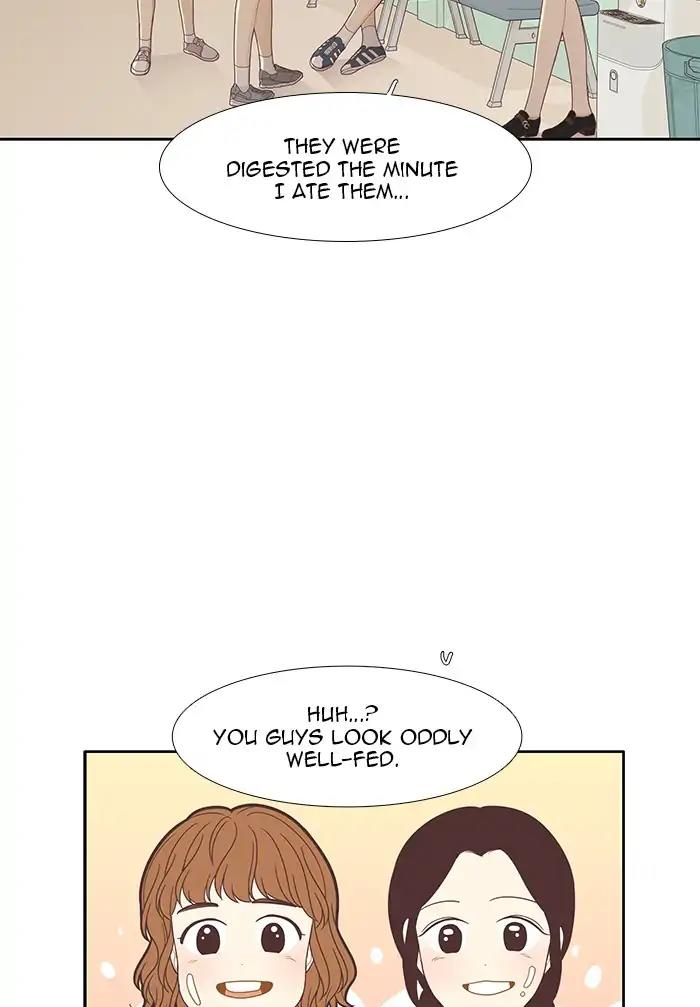 THEY WERE
DIGESTED THE MINUTE
I ATE THEM...
HUH...?
YOU GUYS LOOK ODDLY
WELL-FED.